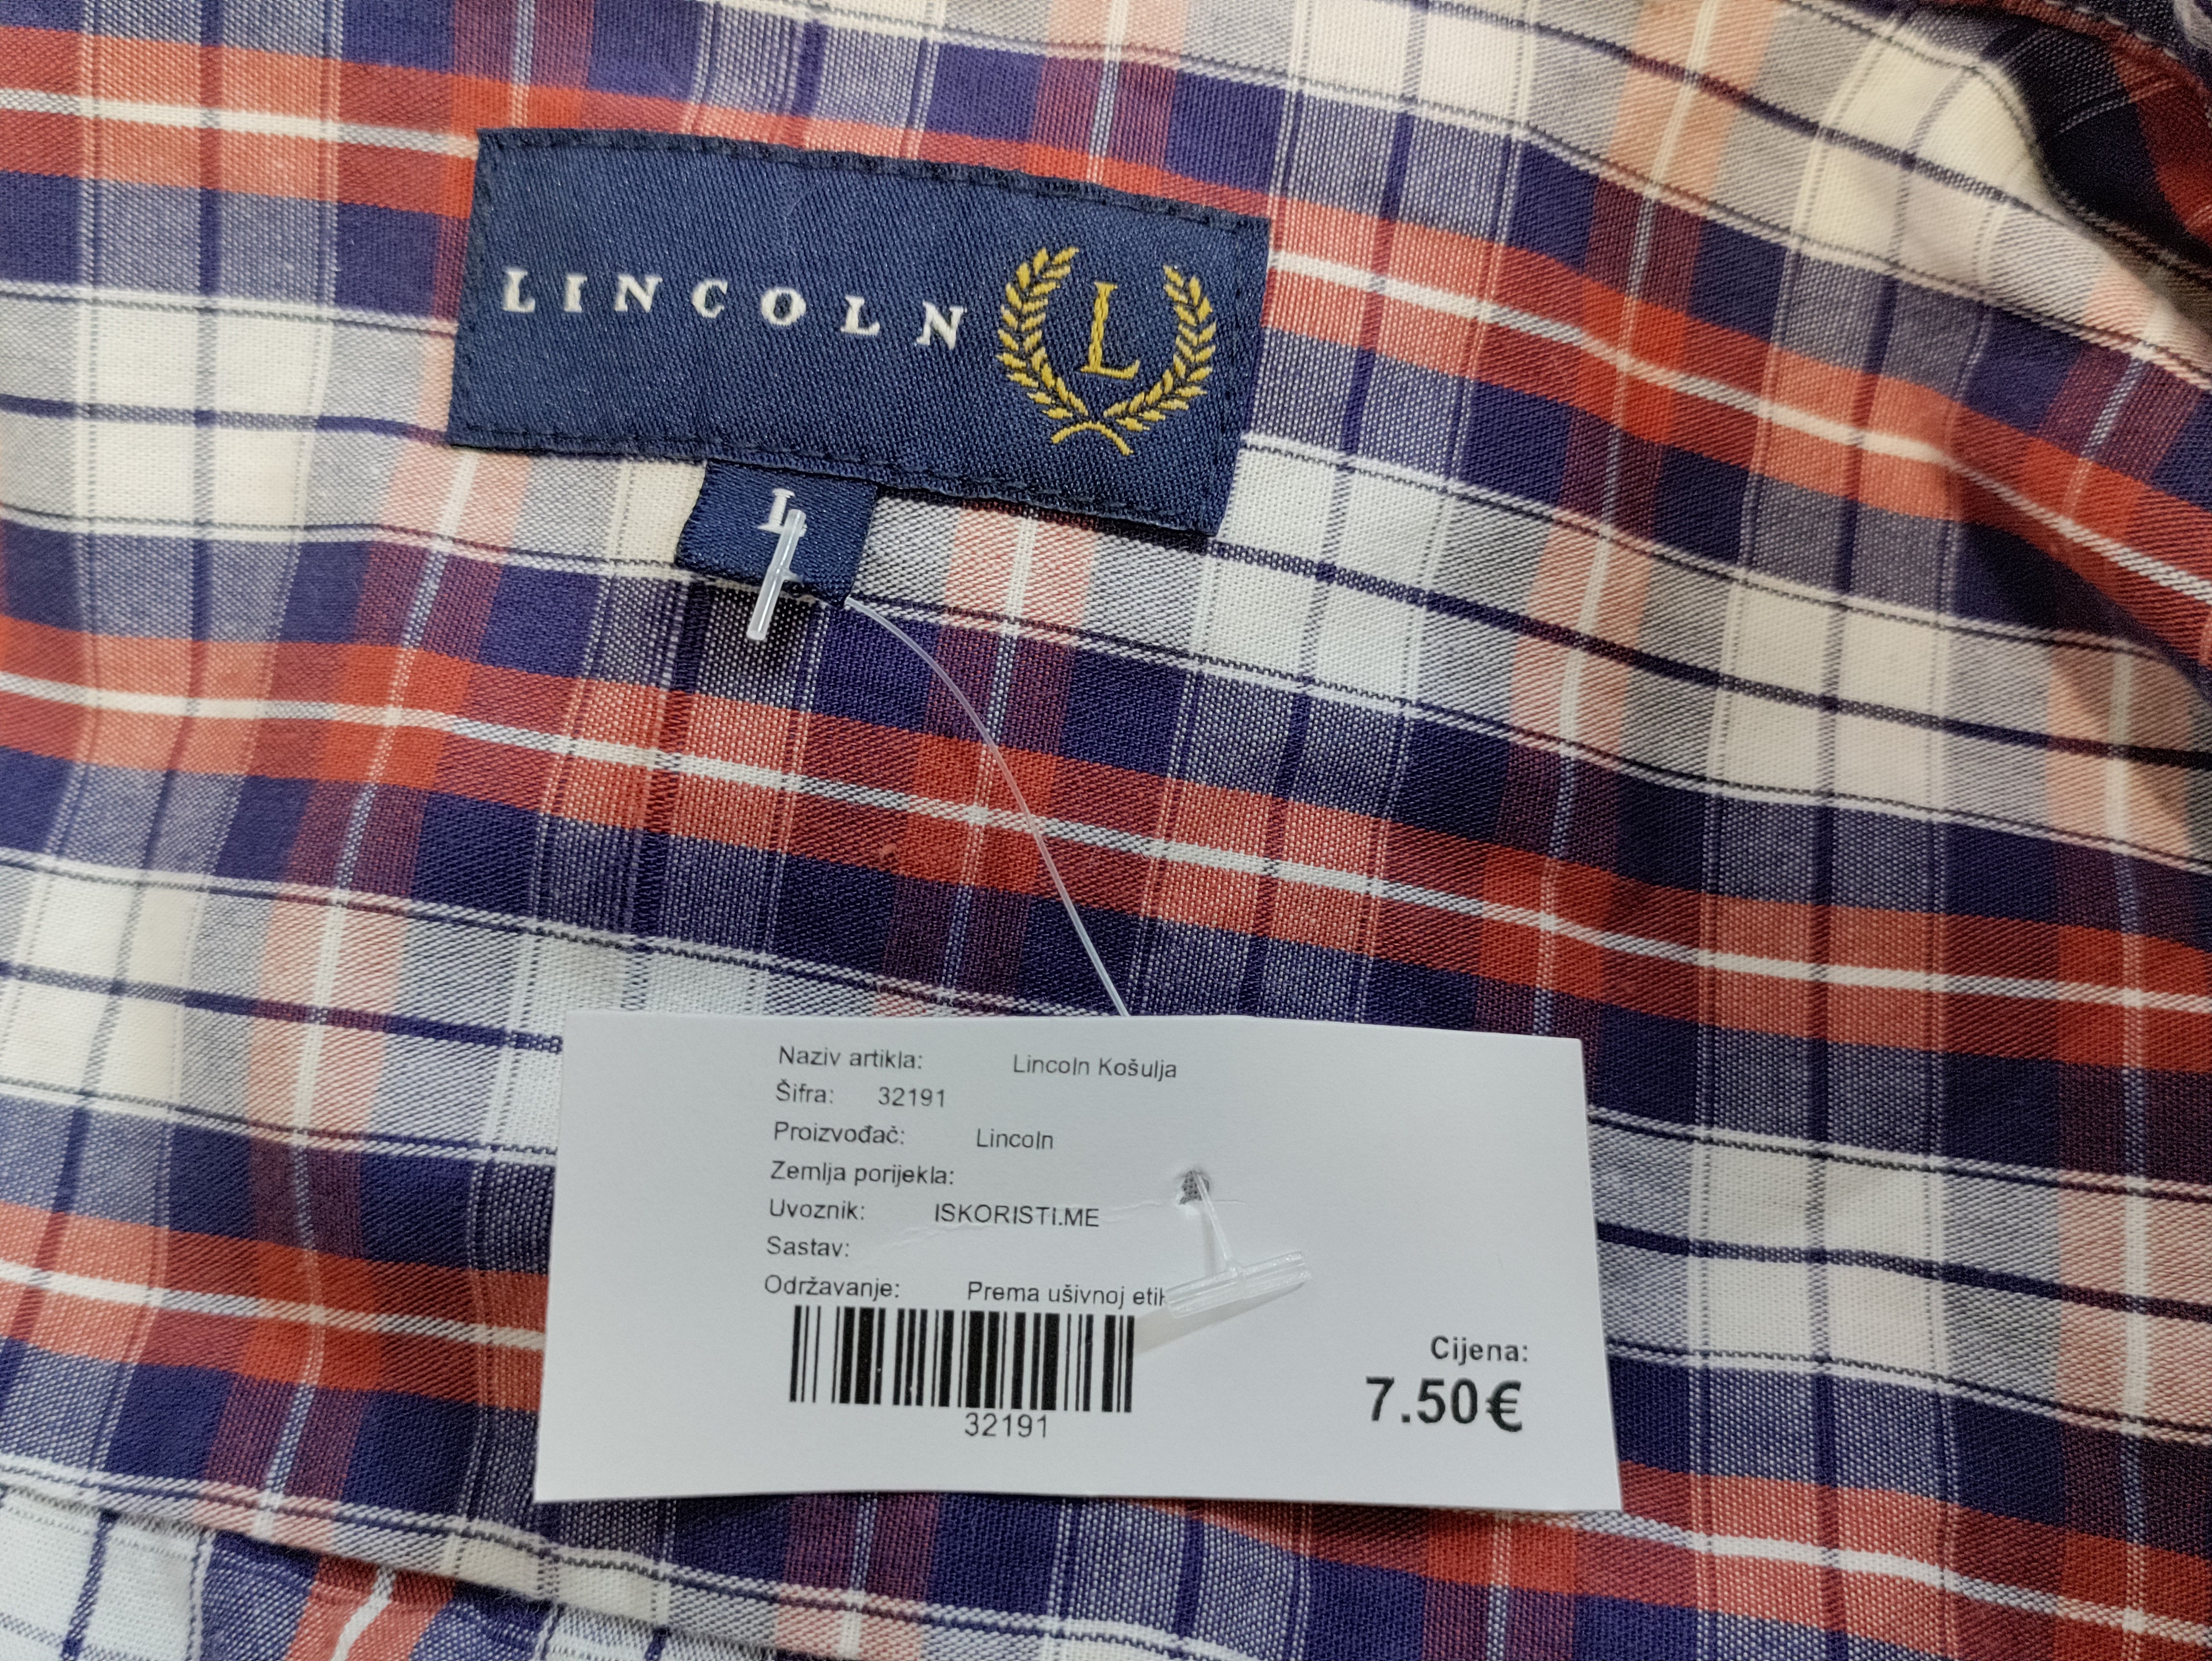 LINCOLN L
L
Naziv artikla: Lincoln Košulja
Šifra: 32191
Proizvođač: Lincoln
Zemlja porijekla:
Uvoznik: ISKORISTI.ME
Sastav:
Održavanje: Prema ušivnoj
32191
Cijena:
7.50€